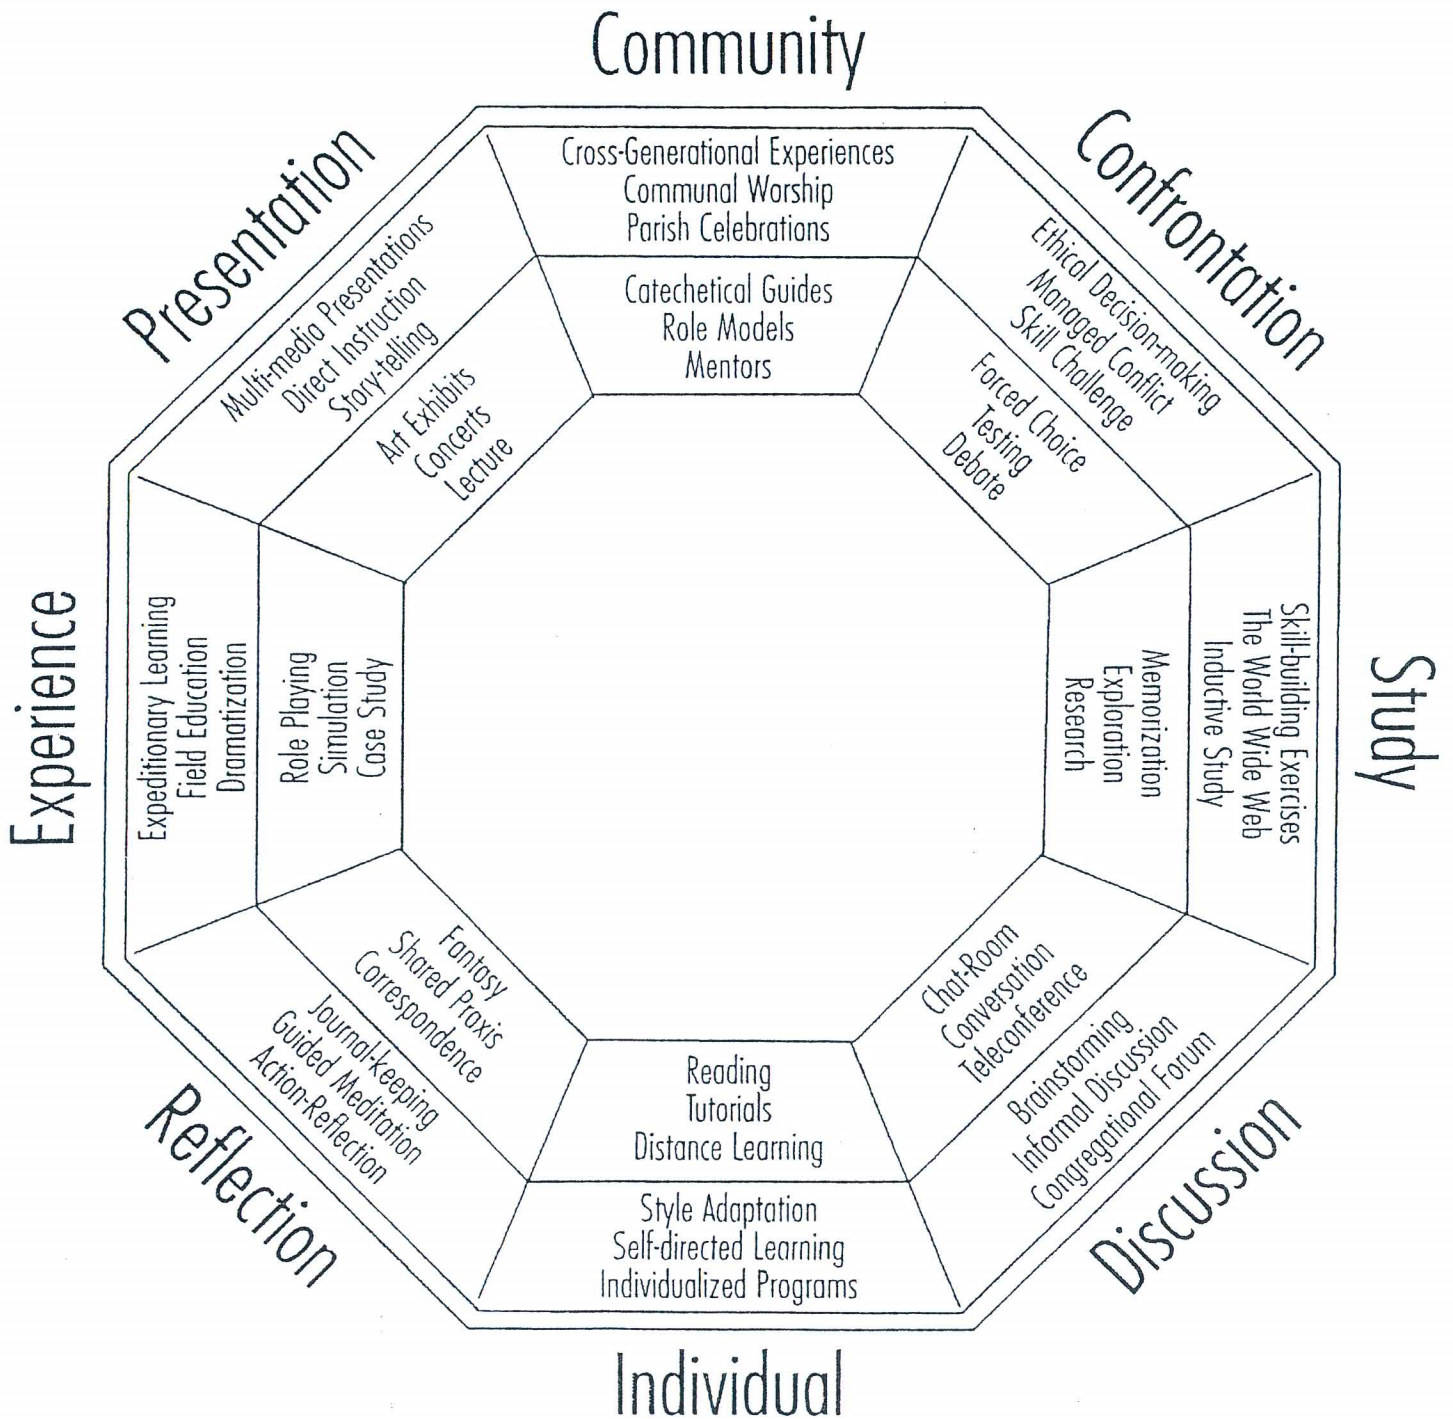 Community
Cross-Generational Experiences
Communal Worship
Parish Celebrations
Catechetical Guides
Role Models
Mentors
Confrontation
Ethical Decision-making
Managed Conflict
Skill Challenge
Forced Choice
Testing
Debate
Study
Skill-building Exercises
The World Wide Web
Inductive Study
Memorization
Exploration
Research
Discussion
Chat-Room
Conversation
Teleconference
Brainstorming
Informal Discussion
Congregational Forum
Individual
Reading
Tutorials
Distance Learning
Style Adaptation
Self-directed Learning
Individualized Programs
Reflection
Fantasy
Shared Praxis
Correspondence
Journal-keeping
Guided Meditation
Action-Reflection
Experience
Expeditionary Learning
Field Education
Dramatization
Role Playing
Simulation
Case Study
Presentation
Multi-media Presentations
Direct Instruction
Story-telling
Art Exhibits
Concerts
Lecture